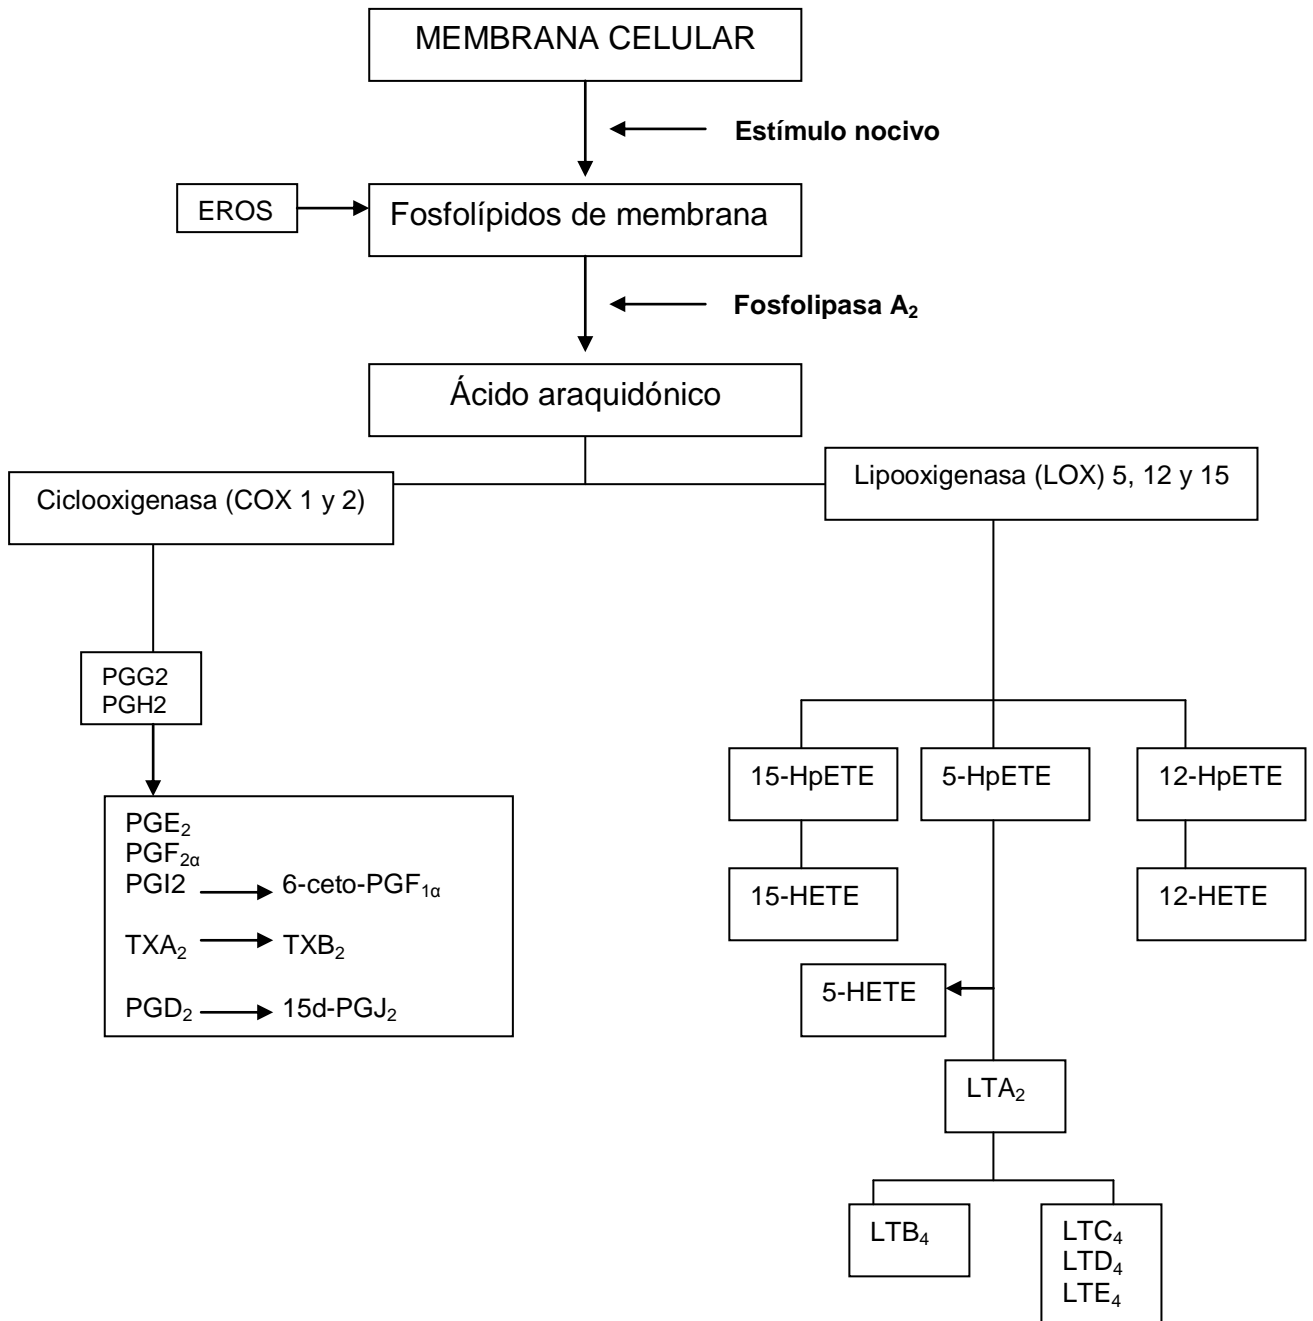 MEMBRANA CELULAR
Estímulo nocivo
EROS
Fosfolípidos de membrana
Fosfolipasa A₂
Ácido araquidónico
Ciclooxigenasa (COX 1 y 2)
Lipooxigenasa (LOX) 5, 12 y 15
PGG2
PGH2
15-HpETE
5-HpETE
12-HpETE
PGE₂
PGF₂α
PGI2
6-ceto-PGF₁α
TXA₂
TXB₂
PGD₂
15d-PGJ₂
15-HETE
12-HETE
5-HETE
LTA₂
LTB₄
LTC₄
LTD₄
LTE₄